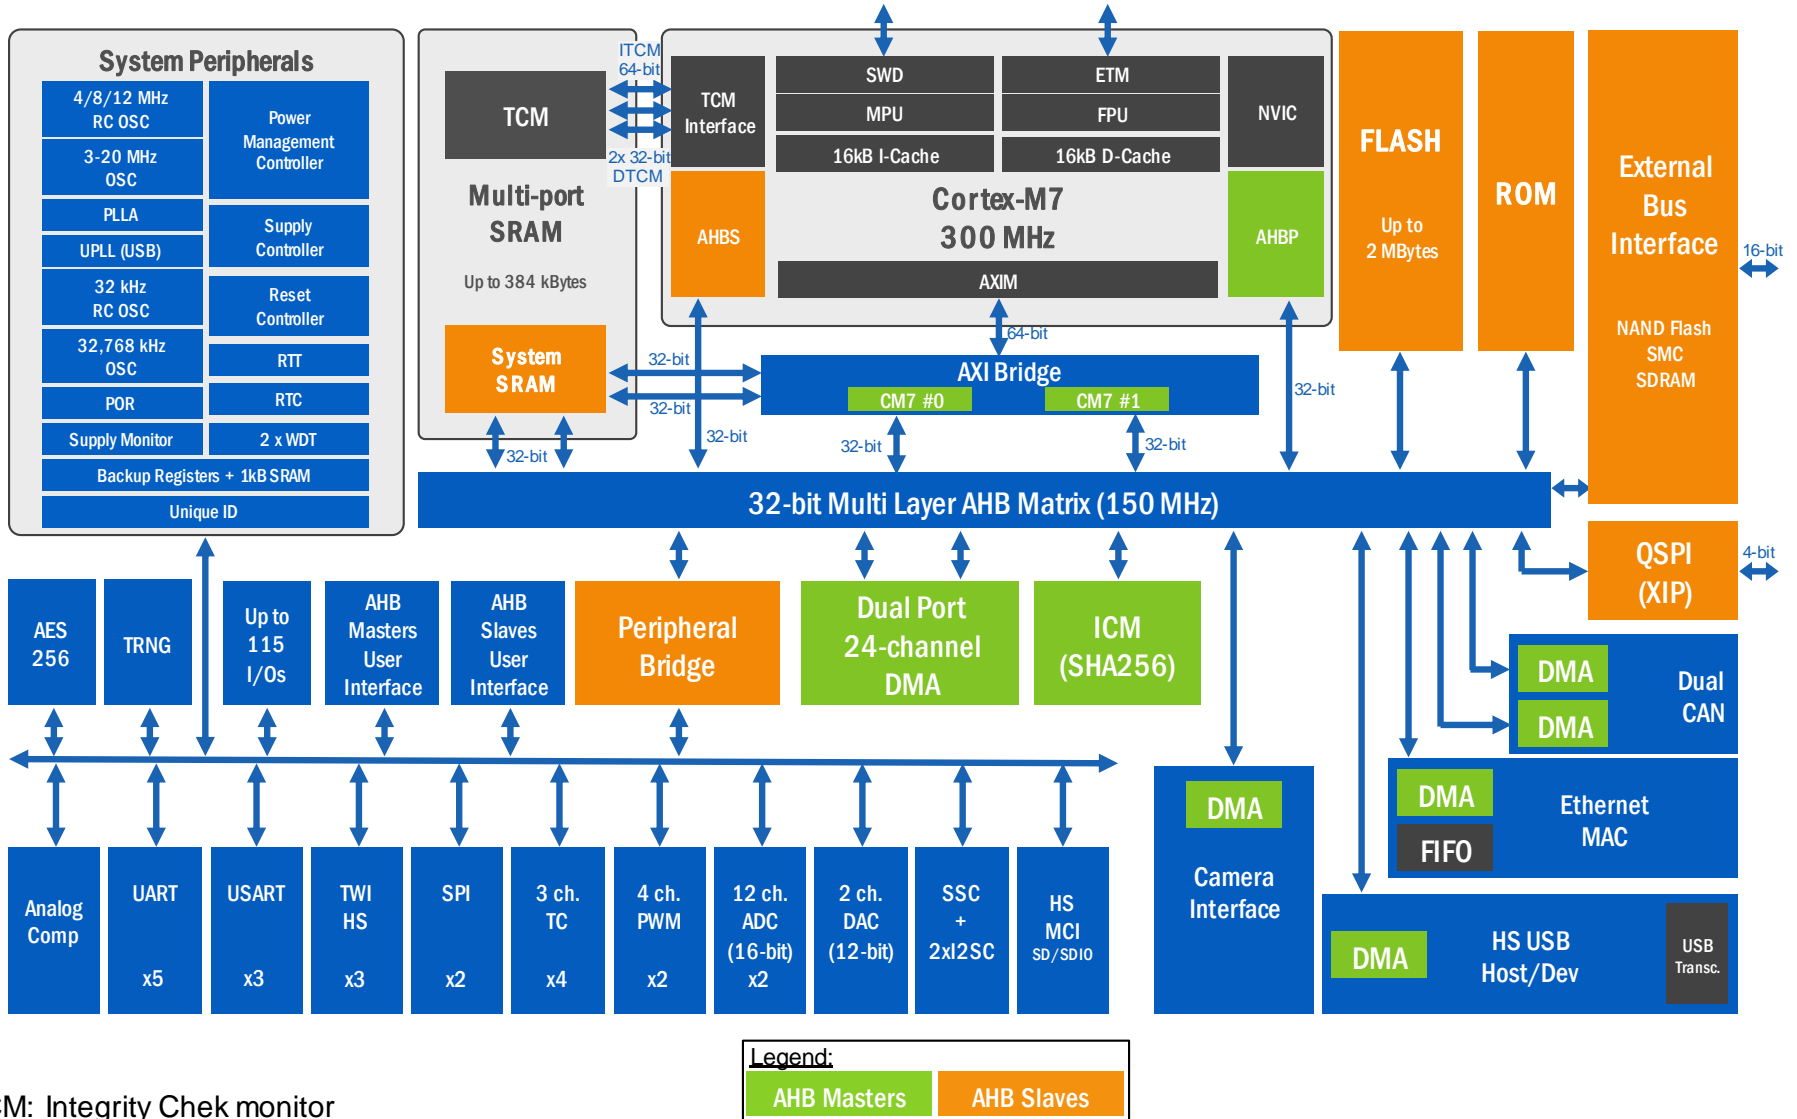 System Peripherals
4/8/12 MHz
RC OSC
3-20 MHz
OSC
PLLA
UPLL (USB)
32 kHz
RC OSC
32,768 kHz
OSC
POR
Supply Monitor
Power
Management
Controller
Supply
Controller
Reset
Controller
RTT
RTC
2 x WDT
Backup Registers + 1kB SRAM
Unique ID
TCM
Multi-port
SRAM
Up to 384 kBytes
System
SRAM
ITCM
64-bit
2x 32-bit
DTCM
TCM
Interface
AHBS
SWD
MPU
16kB I-Cache
ETM
FPU
16kB D-Cache
NVIC
AHBP
Cortex-M7
300 MHz
AXIM
64-bit
32-bit
32-bit
AXI Bridge
CM7 #0
CM7 #1
32-bit
32-bit
32-bit
32-bit
32-bit
FLASH
Up to
2 MBytes
ROM
External
Bus
Interface
NAND Flash
SMC
SDRAM
16-bit
32-bit Multi Layer AHB Matrix (150 MHz)
QSPI
(XIP)
4-bit
AES
256
TRNG
Up to
115
I/Os
AHB
Masters
User
Interface
AHB
Slaves
User
Interface
Peripheral
Bridge
Dual Port
24-channel
DMA
ICM
(SHA256)
DMA
DMA
Dual
CAN
DMA
FIFO
Ethernet
MAC
DMA
Camera
Interface
DMA
HS USB
Host/Dev
USB
Transc.
Analog
Comp
UART
x5
USART
x3
TWI
HS
x3
SPI
x2
3 ch.
TC
x4
4 ch.
PWM
x2
12 ch.
ADC
(16-bit)
x2
2 ch.
DAC
(12-bit)
SSC
+
2xI2SC
HS
MCI
SD/SDIO
Legend:
AHB Masters
AHB Slaves
CM: Integrity Chek monitor